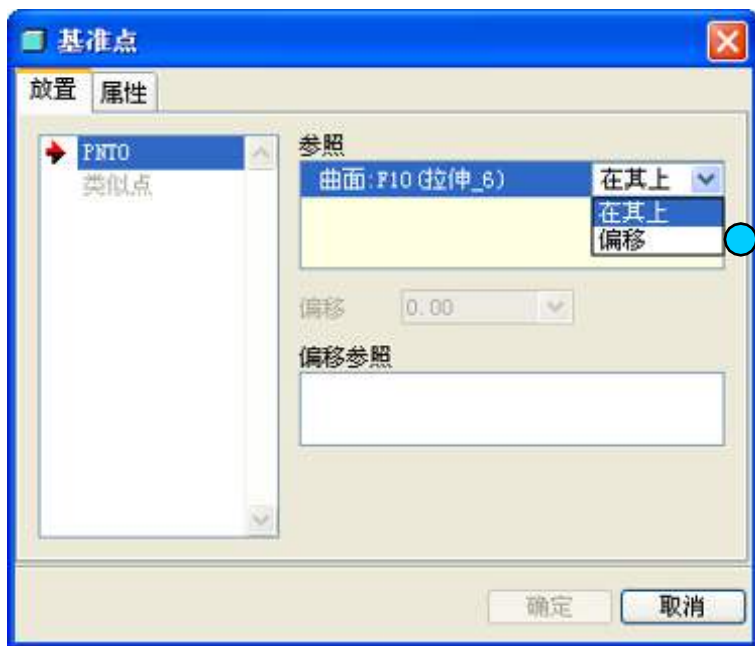 基准点
放置 属性
PNT0
类似点
参照
曲面:F10(拉伸_6) 在其上
在其上
偏移
偏移 0.00
偏移参照
确定 取消